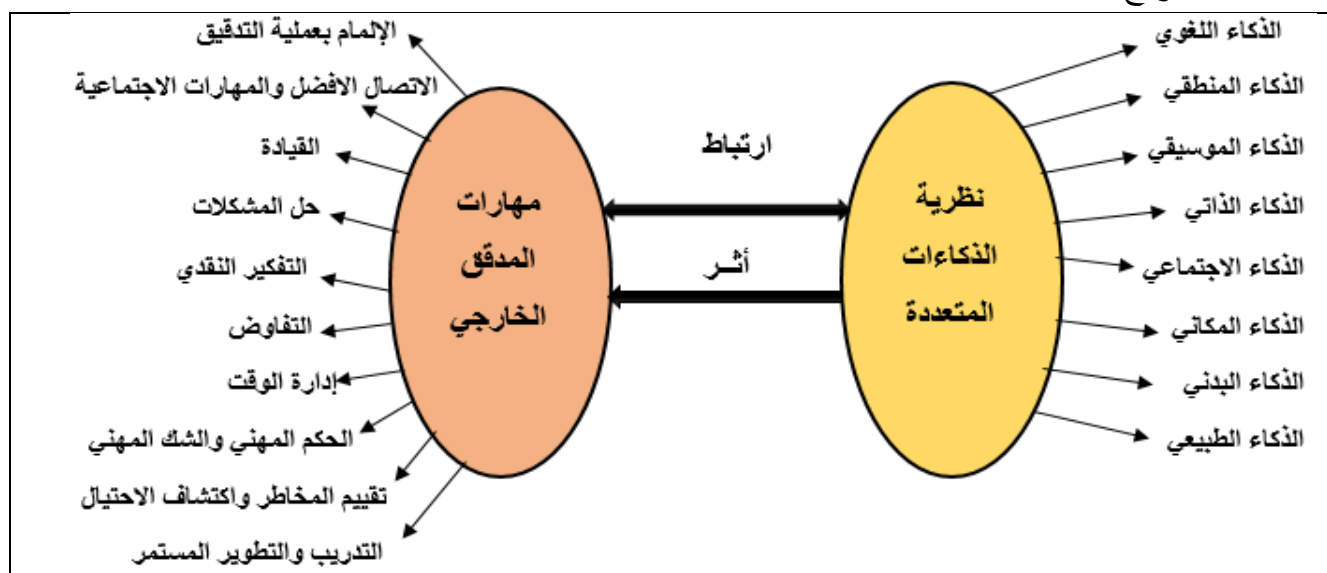 الذكاء اللغوي
الذكاء المنطقي
الذكاء الموسيقي
الذكاء الذاتي
الذكاء الاجتماعي
الذكاء المكاني
الذكاء البدني
الذكاء الطبيعي
نظرية
الذكاءات
المتعددة
ارتباط
أثــر
مهارات
المدقق
الخارجي
الإلمام بعملية التدقيق
الاتصال الافضل والمهارات الاجتماعية
القيادة
حل المشكلات
التفكير النقدي
التفاوض
إدارة الوقت
الحكم المهني والشك المهني
تقييم المخاطر واكتشاف الاحتيال
التدريب والتطوير المستمر